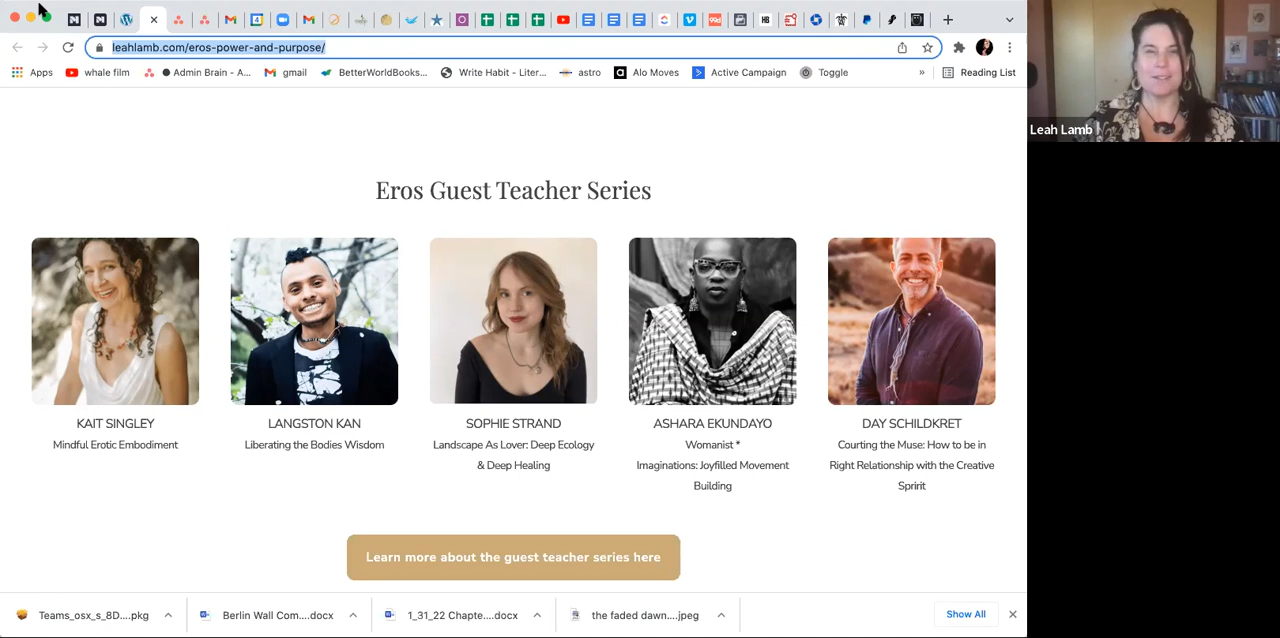 leahlamb.com/eros-power-and-purpose/
Apps
whale film
Admin Brain - A...
gmail
BetterWorldBooks...
Write Habit - Liter...
astro
Alo Moves
Active Campaign
Toggle
»
Reading List
Leah Lamb
Eros Guest Teacher Series
KAIT SINGLEY
Mindful Erotic Embodiment
LANGSTON KAN
Liberating the Bodies Wisdom
SOPHIE STRAND
Landscape As Lover: Deep Ecology
& Deep Healing
ASHARA EKUNDAYO
Womanist *
Imaginations: Joyfilled Movement
Building
DAY SCHILDKRET
Courting the Muse: How to be in
Right Relationship with the Creative
Spririt
Learn more about the guest teacher series here
Teams_osx_s_8D....pkg
Berlin Wall Com....docx
1_31_22 Chapte....docx
the faded dawn....jpeg
Show All